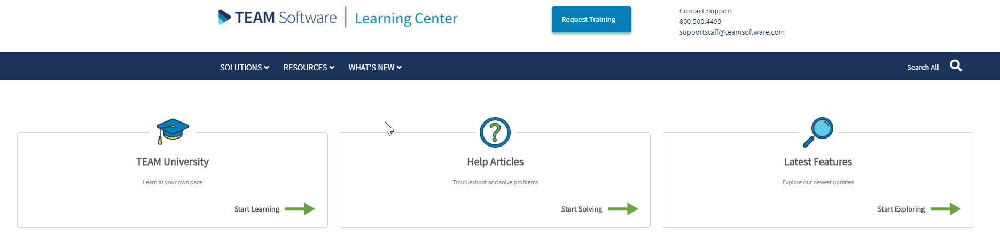 TEAM Software | Learning Center
Request Training
Contact Support
800.500.4499
supportstaff@teamsoftware.com
SOLUTIONS
RESOURCES
WHAT'S NEW
Search All
TEAM University
Learn at your own pace
Start Learning
?
Help Articles
Troubleshoot and solve problems
Start Solving
Latest Features
Explore our newest updates
Start Exploring